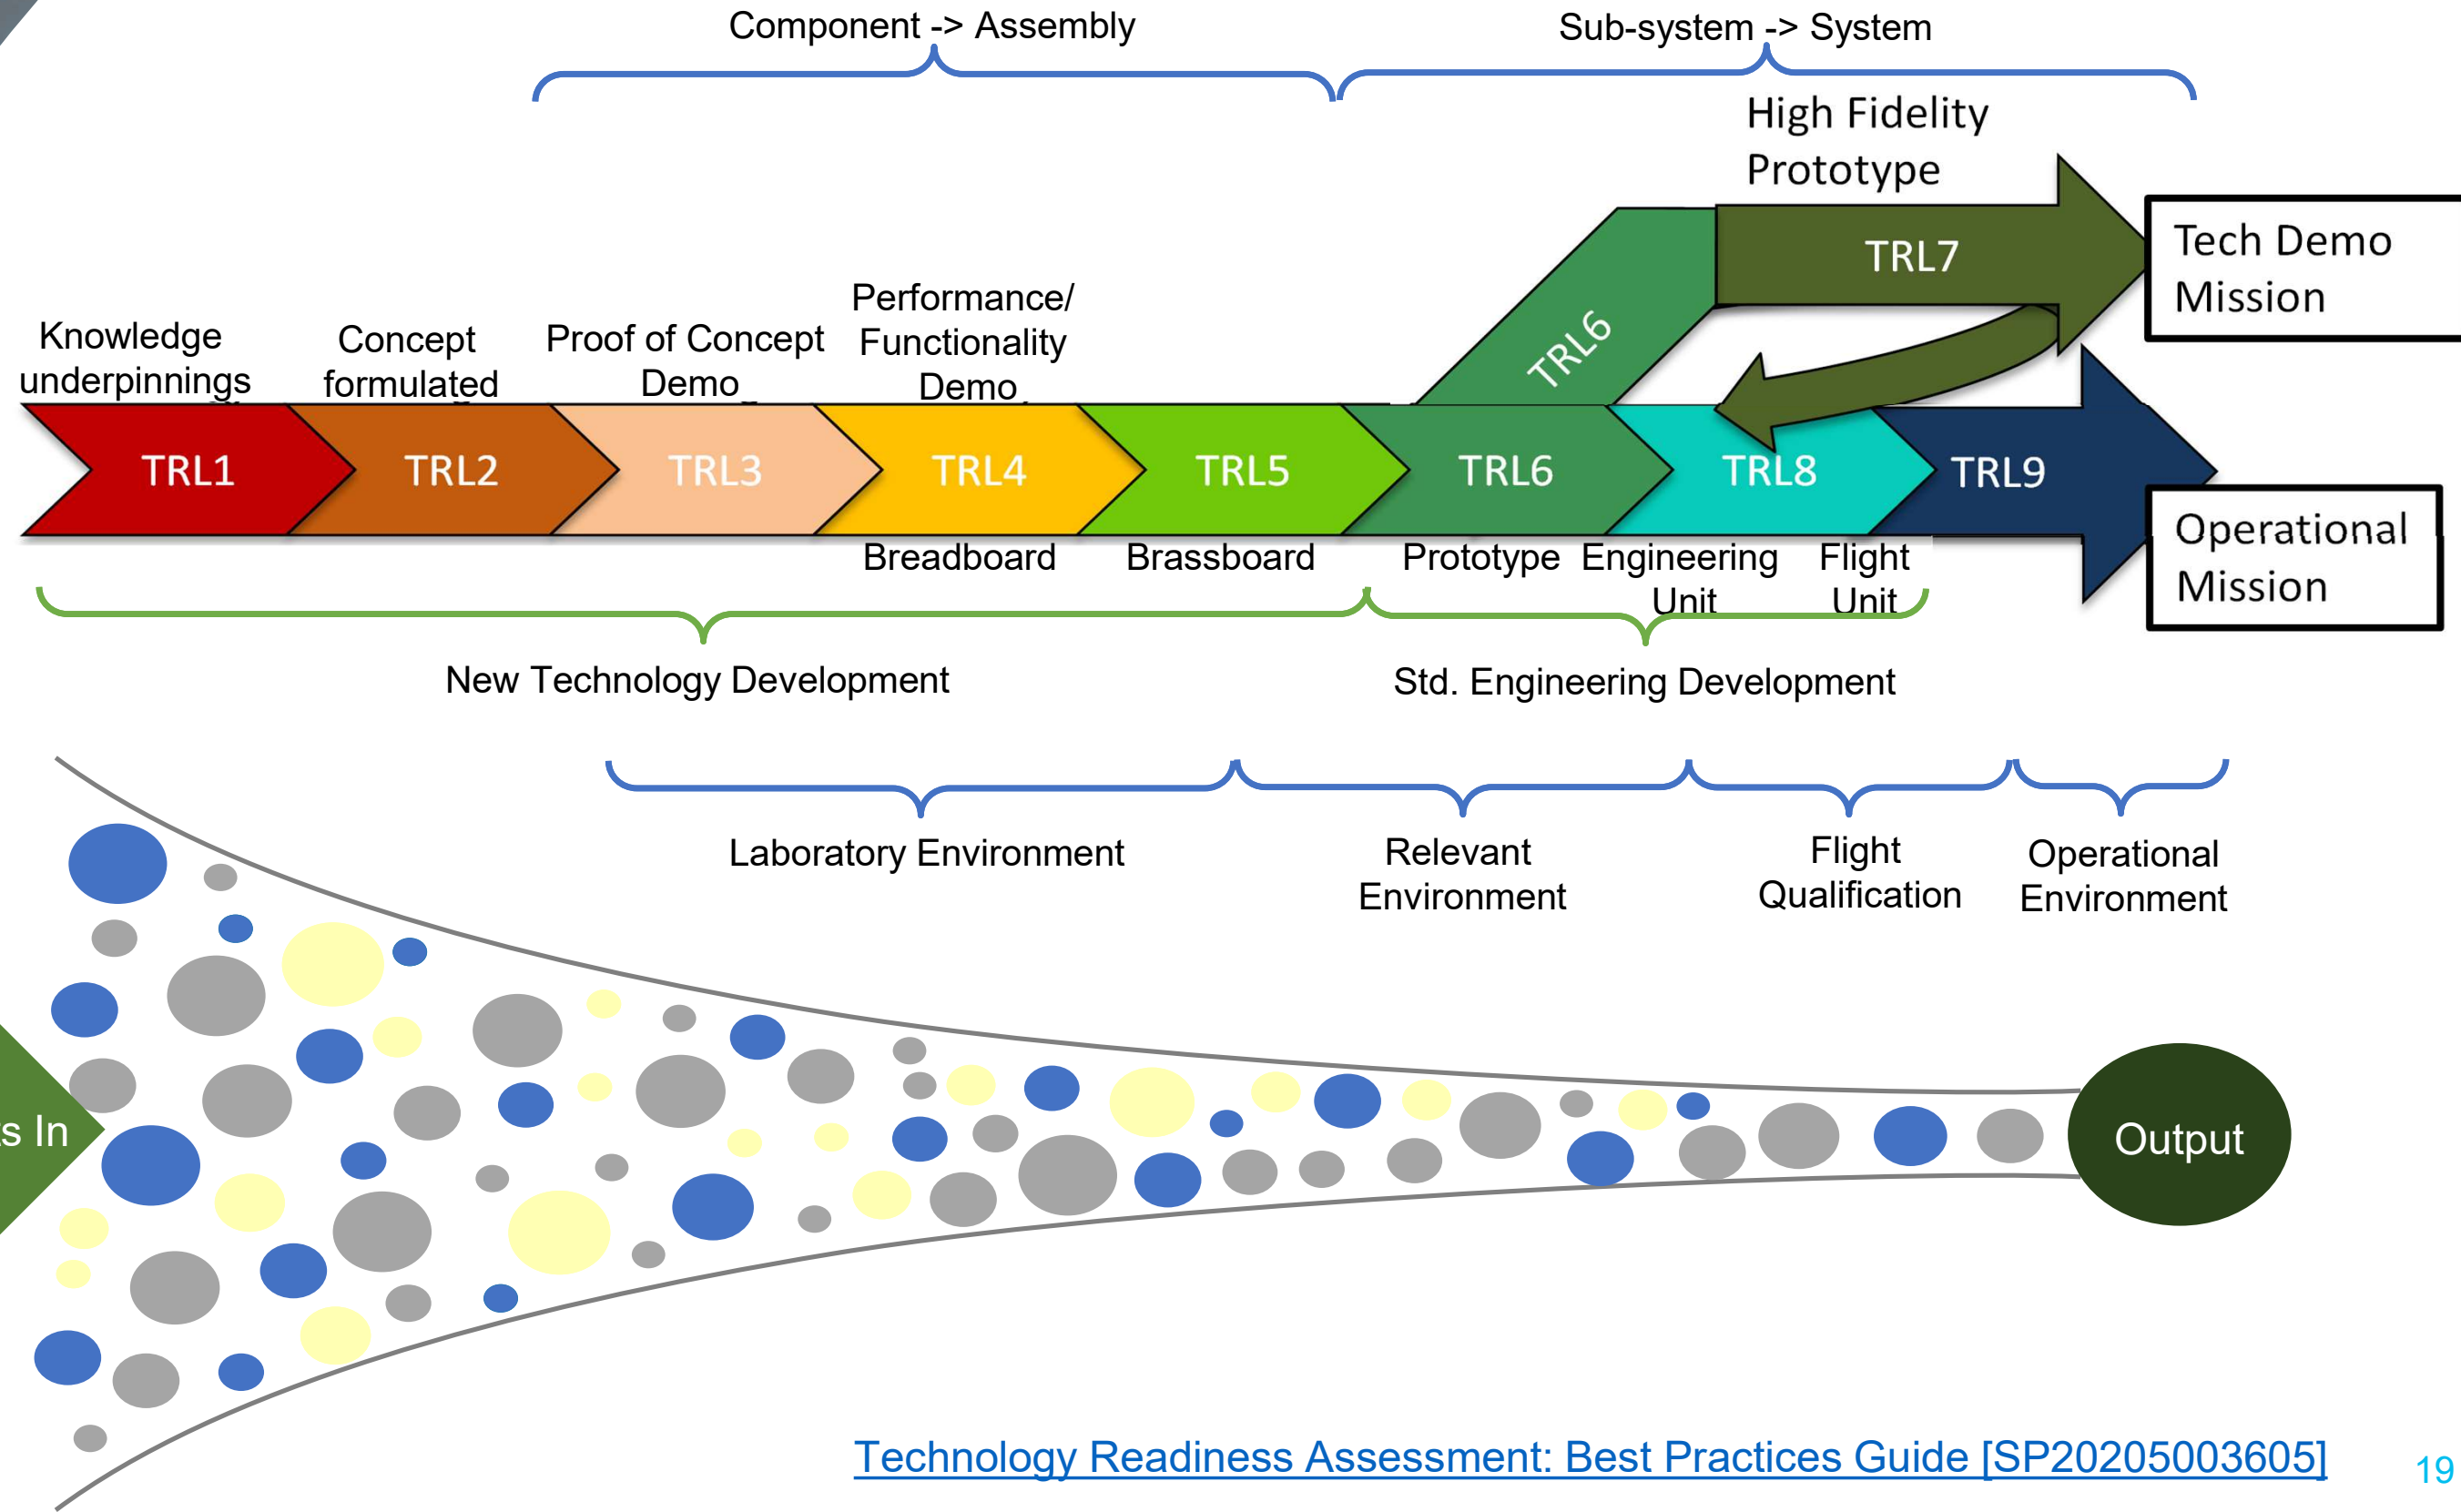 Component -> Assembly
Sub-system -> System
High Fidelity
Prototype
TRL7
Tech Demo
Mission
TRL6
Knowledge
underpinnings
Concept
formulated
Proof of Concept
Demo
Performance/
Functionality
Demo
TRL1
TRL2
TRL3
TRL4
TRL5
TRL6
TRL8
TRL9
Operational
Mission
Breadboard
Brassboard
Prototype
Engineering
Unit
Flight
Unit
New Technology Development
Std. Engineering Development
Laboratory Environment
Relevant
Environment
Flight
Qualification
Operational
Environment
In
Output
Technology Readiness Assessment: Best Practices Guide [SP20205003605]
19